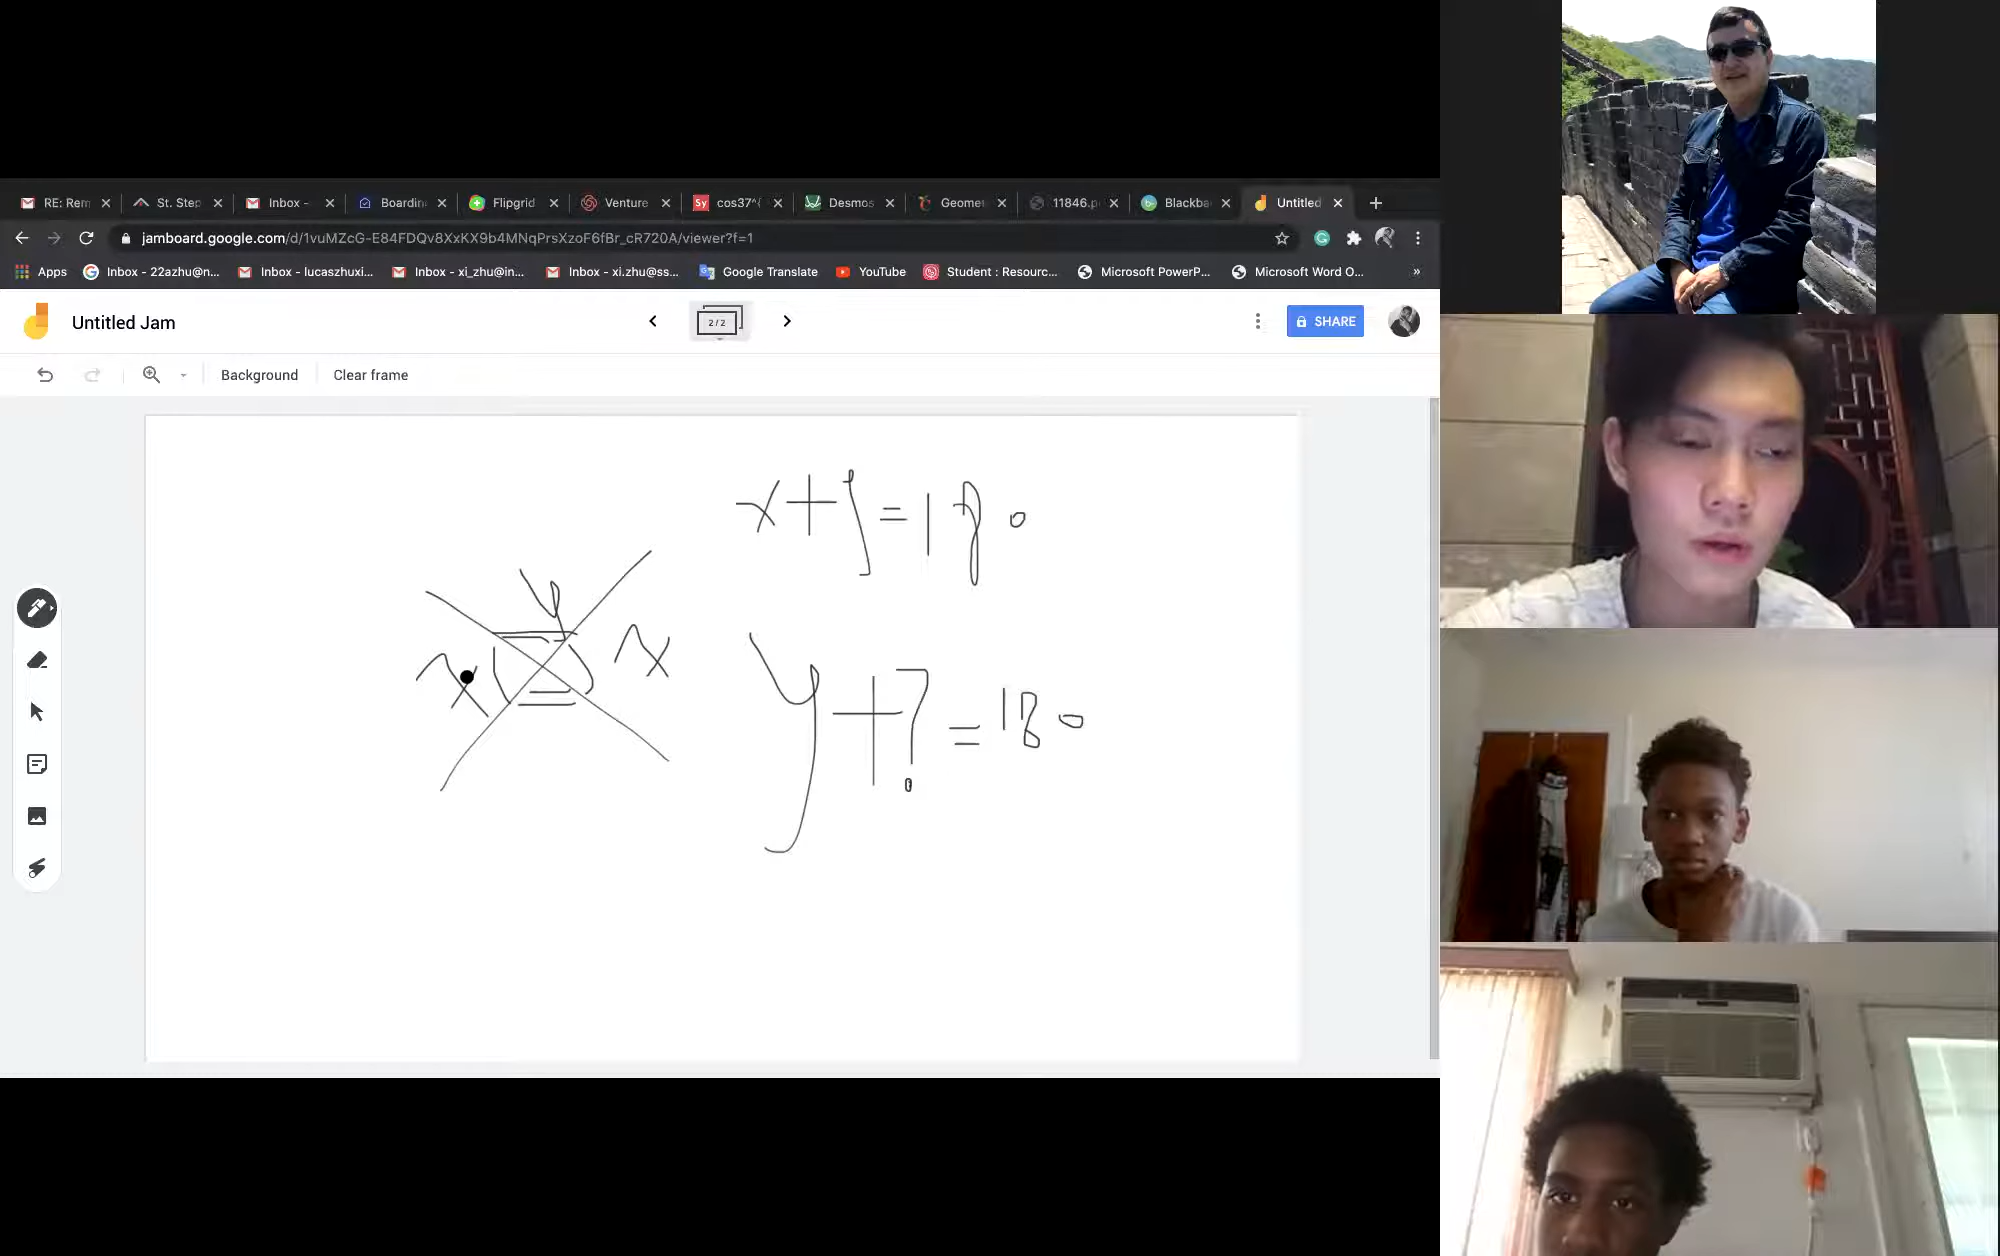 RE: Rem
St. Step
Inbox -
Boardin
Flipgrid
Venture
Sy cos37^(
Desmos
Geomet
11846.p
Blackba
Untitled
jamboard.google.com/d/1vuMZcG-E84FDQv8XxKX9b4MNqPrsXzoF6fBr_cR720A/viewer?f=1
Apps
Inbox - 22azhu@n...
Inbox - lucaszhuxi...
Inbox - xi_zhu@in...
Inbox - xi.zhu@ss...
Google Translate
YouTube
Student : Resourc...
Microsoft PowerP...
Microsoft Word O...
»
Untitled Jam
2/2
SHARE
Background
Clear frame
x+y=180
y
x
x
y+?=180